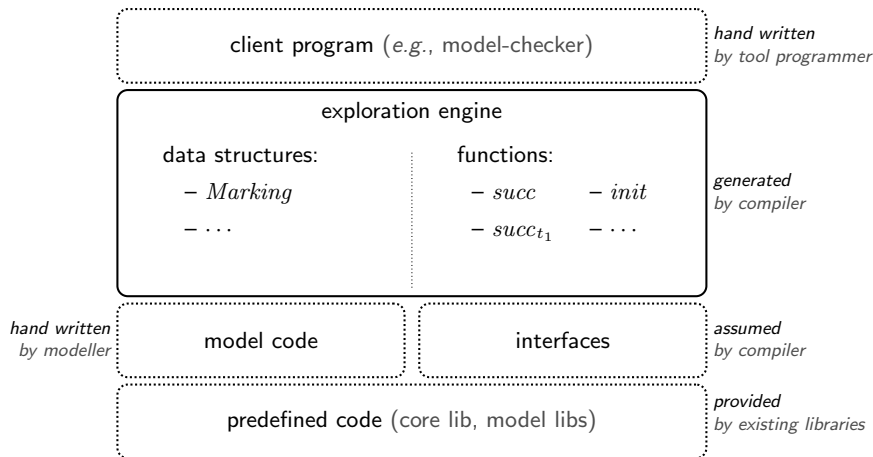 client program (e.g., model-checker)
hand written
by tool programmer
exploration engine
data structures:
– Marking
– · · ·
functions:
– succ – init
– succ_{t_1} – · · ·
generated
by compiler
hand written
by modeller
model code
interfaces
assumed
by compiler
predefined code (core lib, model libs)
provided
by existing libraries